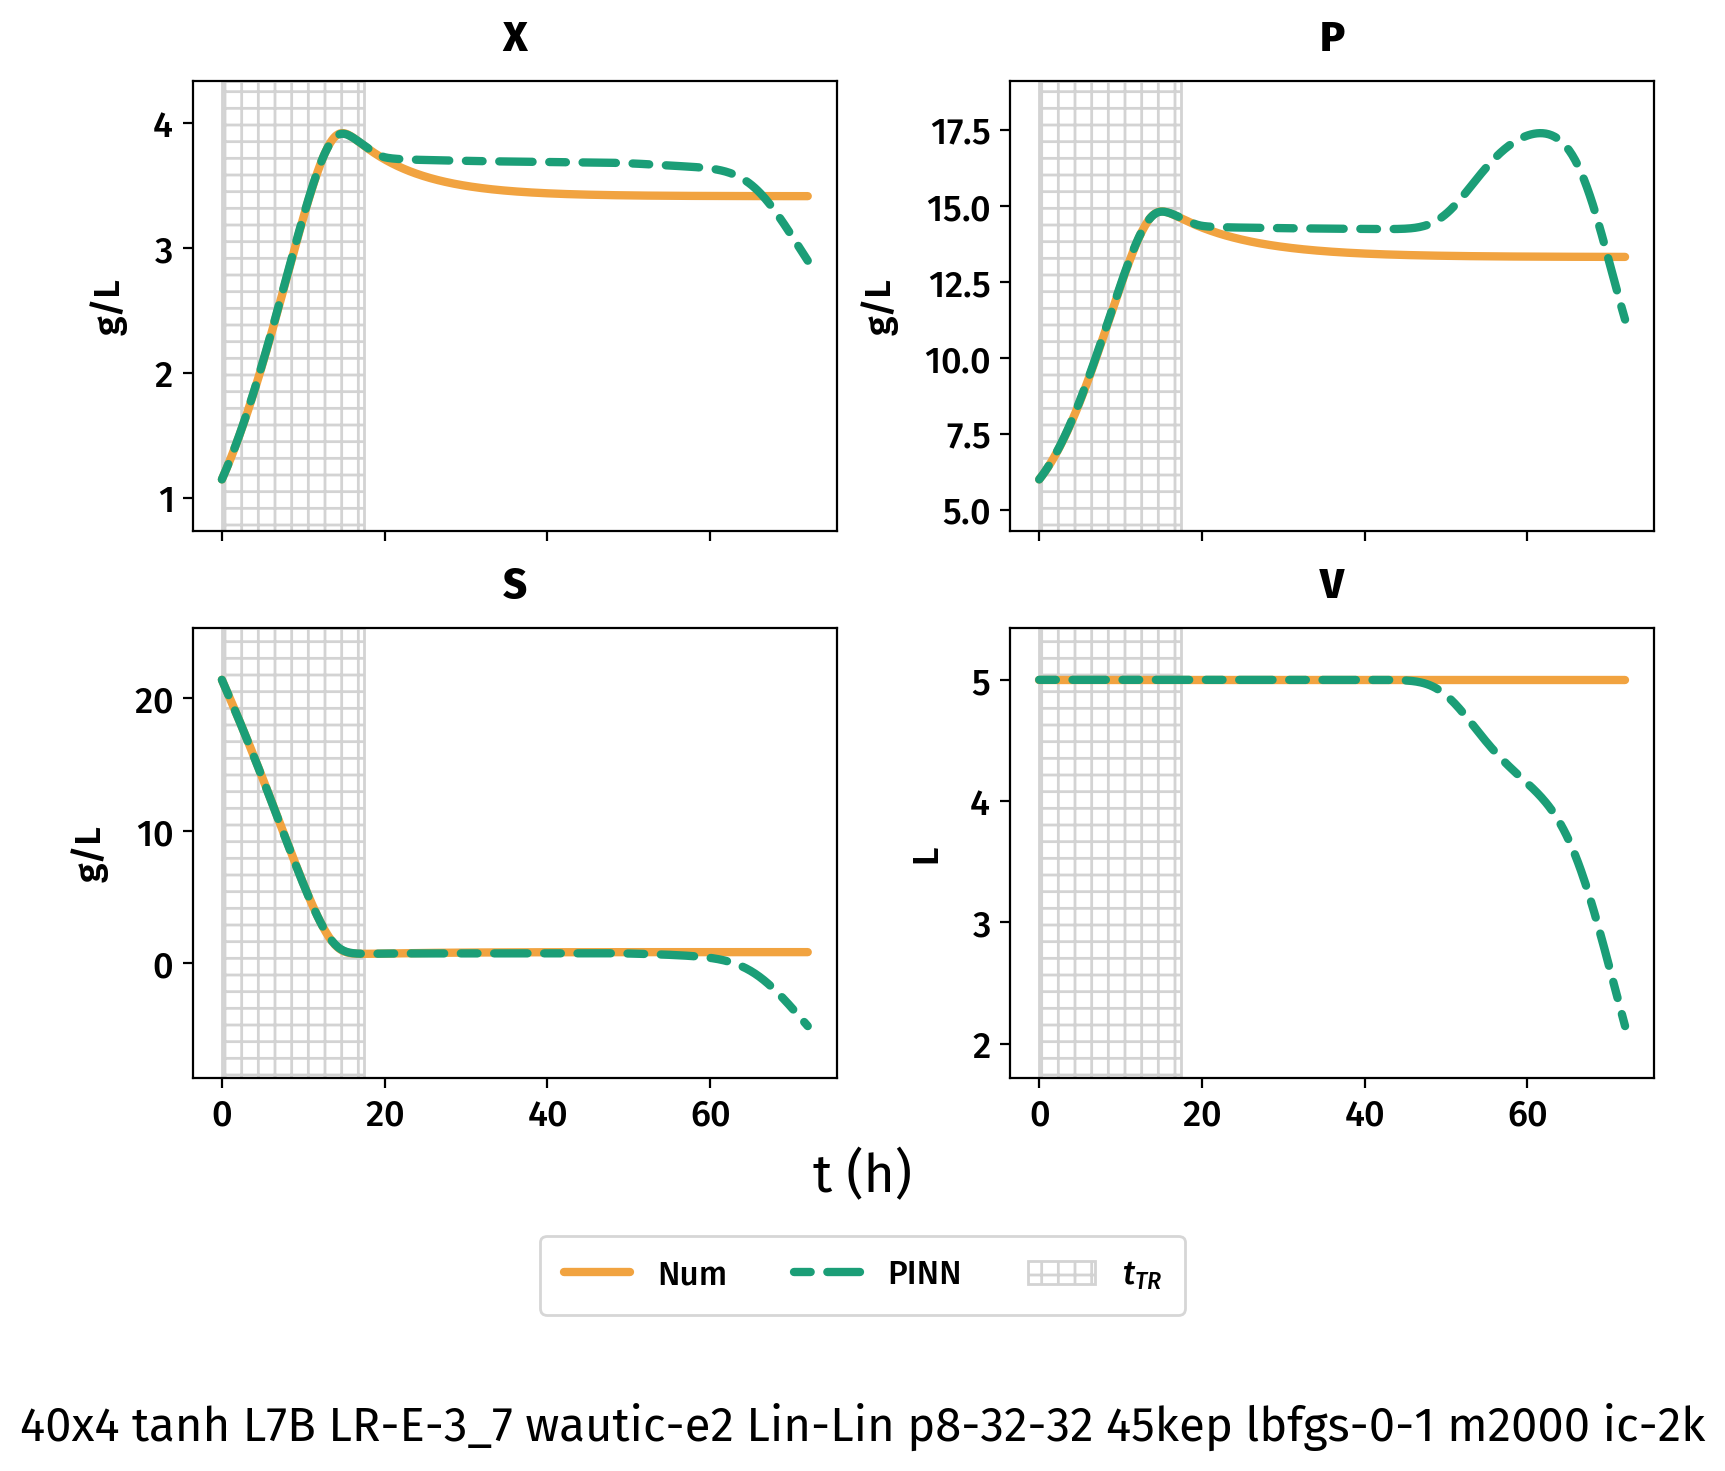 X
P
4
3
2
1
g/L
17.5
15.0
12.5
10.0
7.5
5.0
g/L
S
V
20
10
0
g/L
5
4
3
2
L
0 20 40 60
0 20 40 60
t (h)
Num PINN t_TR
40x4 tanh L7B LR-E-3_7 wautic-e2 Lin-Lin p8-32-32 45kep lbfgs-0-1 m2000 ic-2k